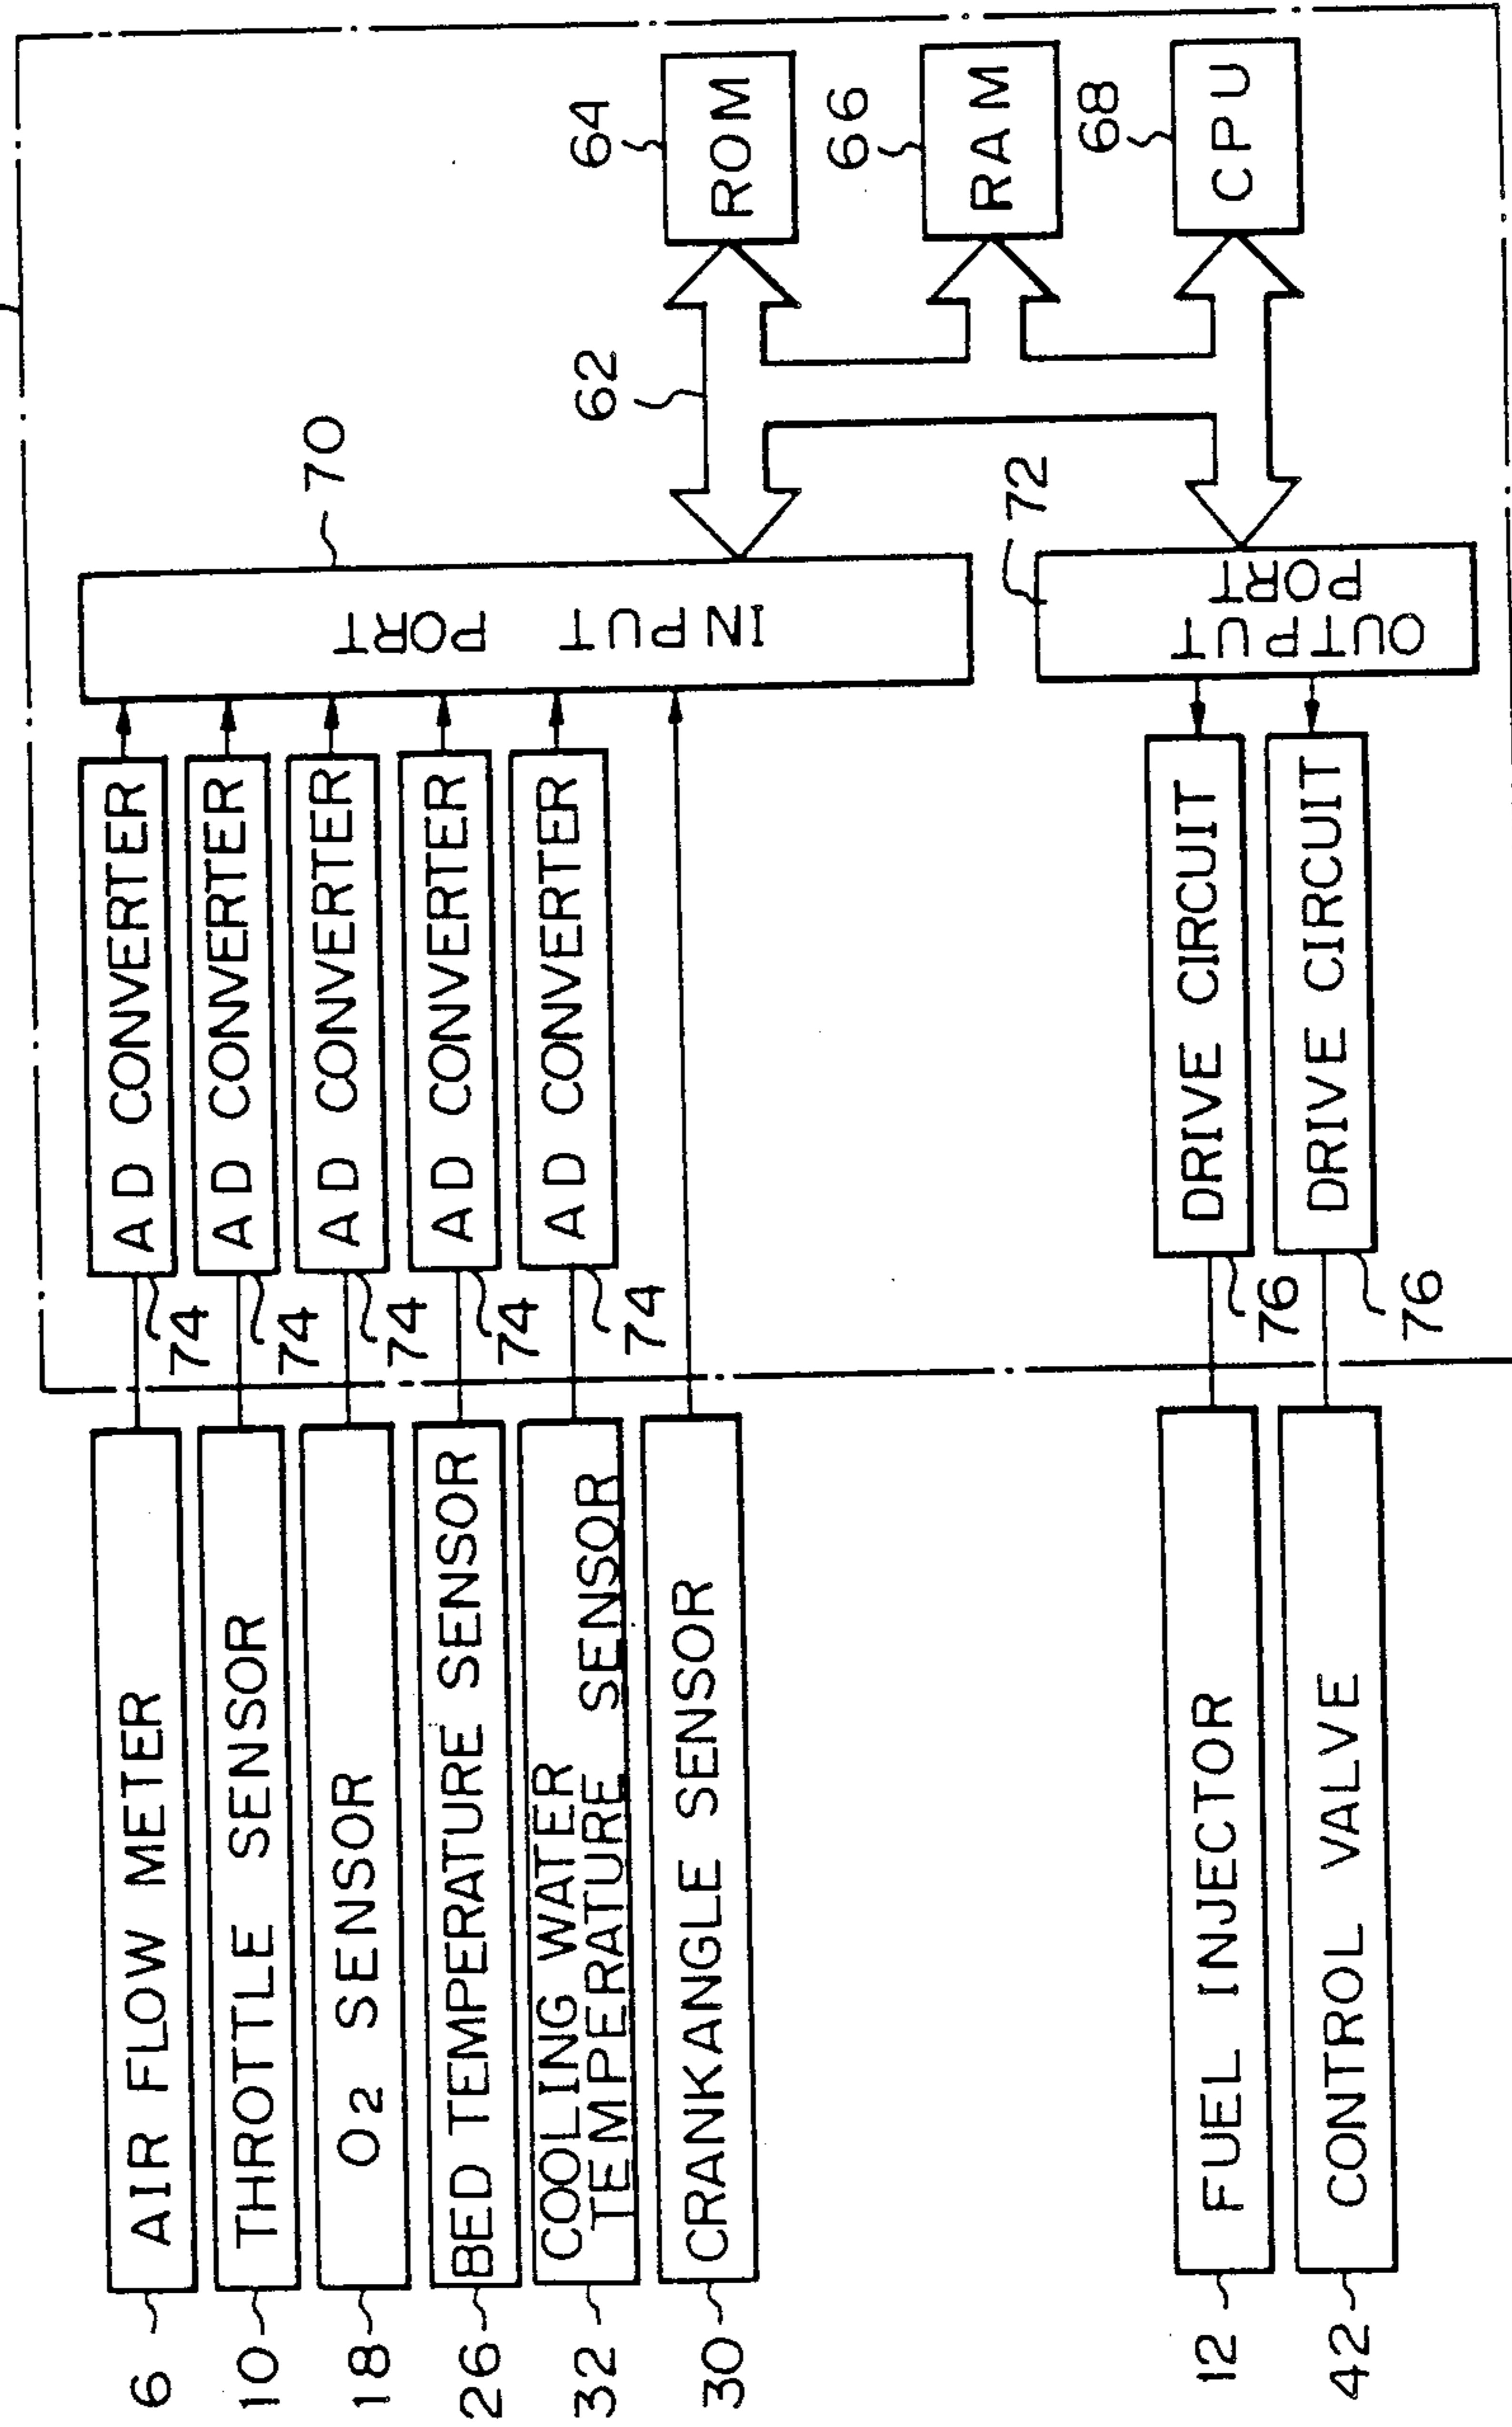 6
AIR FLOW METER
74
AD CONVERTER
10
THROTTLE SENSOR
74
AD CONVERTER
18
O2 SENSOR
74
AD CONVERTER
26
BED TEMPERATURE SENSOR
74
AD CONVERTER
32
COOLING WATER
TEMPERATURE SENSOR
74
AD CONVERTER
30
CRANKANGLE SENSOR
INPUT PORT
70
62
64
ROM
66
RAM
68
CPU
72
OUTPUT
PORT
12
FUEL INJECTOR
76
DRIVE CIRCUIT
42
CONTROL VALVE
76
DRIVE CIRCUIT